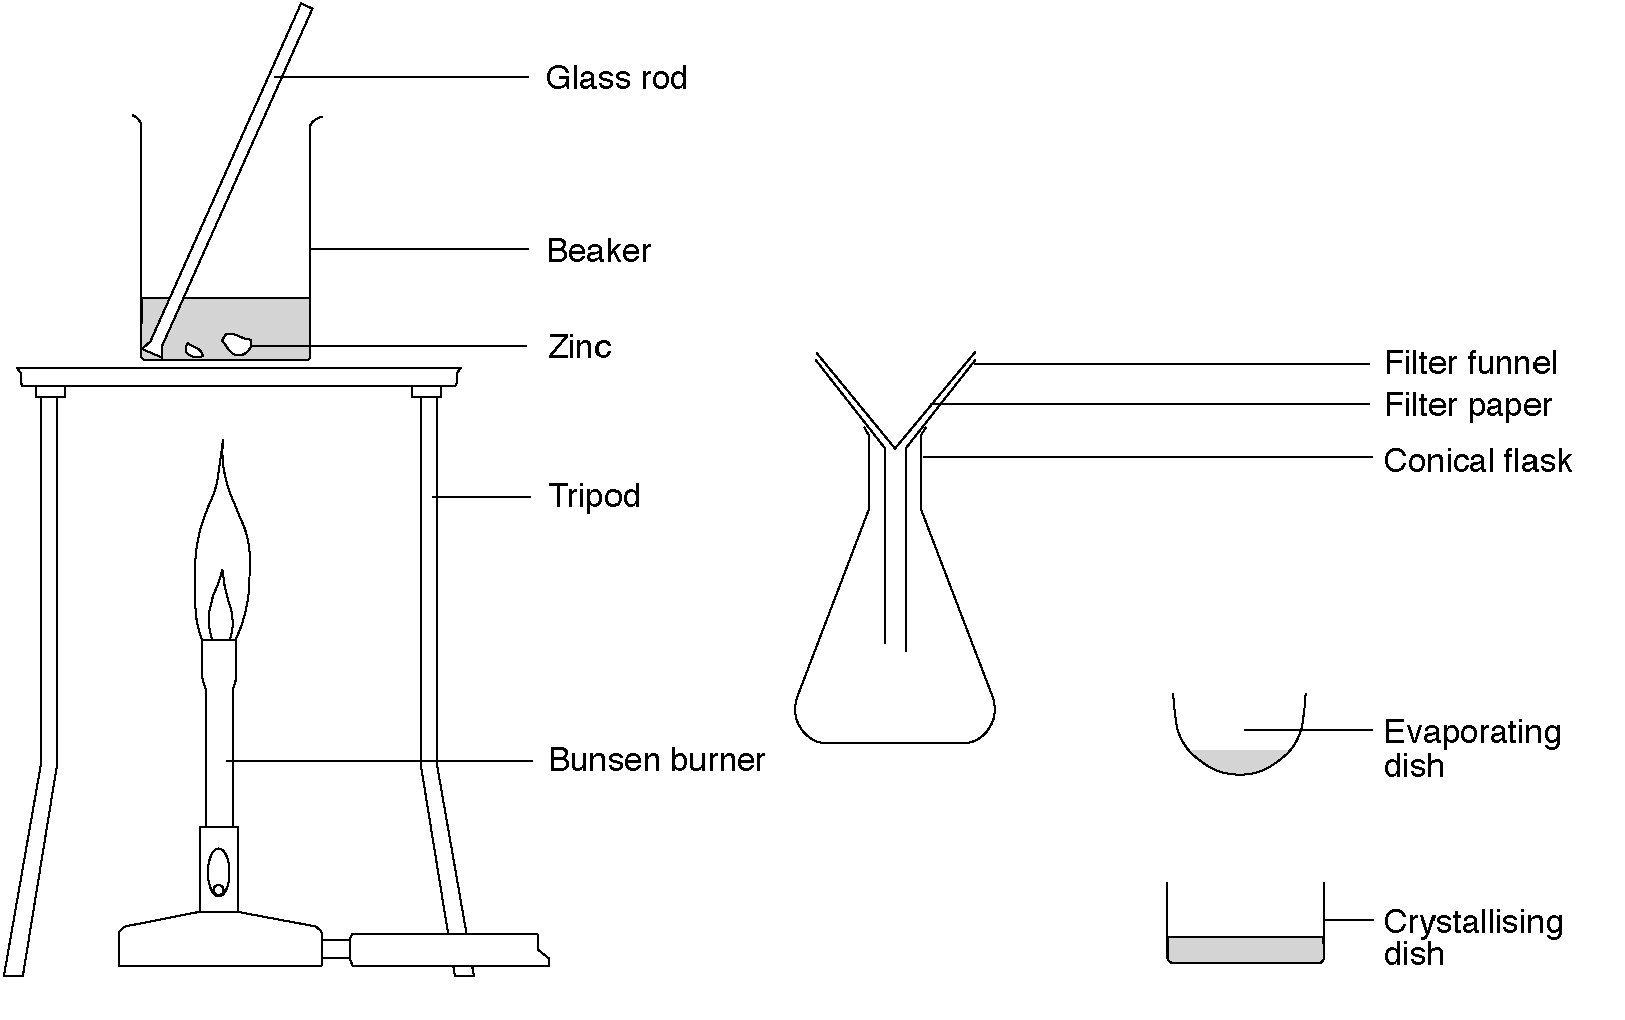 Glass rod
Beaker
Zinc
Tripod
Bunsen burner
Filter funnel
Filter paper
Conical flask
Evaporating
dish
Crystallising
dish